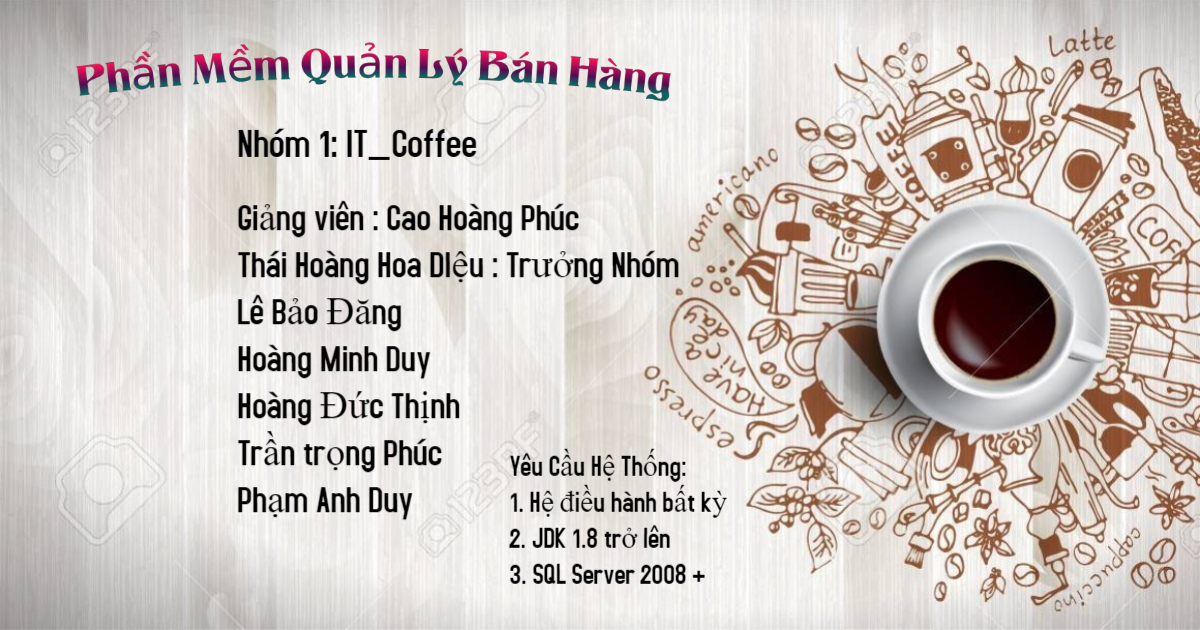 Phần Mềm Quản Lý Bán Hàng
Nhóm 1: IT_Coffee
Giảng viên : Cao Hoàng Phúc
Thái Hoàng Hoa DIệu : Trưởng Nhóm
Lê Bảo Đăng
Hoàng Minh Duy
Hoàng Đức Thịnh
Trần trọng Phúc
Phạm Anh Duy
Yêu Cầu Hệ Thống:
1. Hệ điều hành bất kỳ
2. JDK 1.8 trở lên
3. SQL Server 2008 +
Latte
americano
COFFEE
COF
Have a
nice day
espresso
cappuccino
123RF